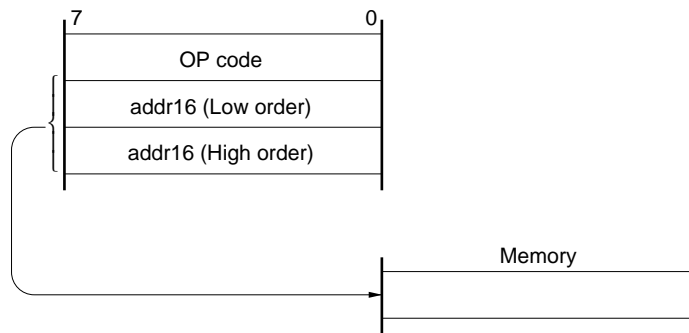 7 0
OP code
addr16 (Low order)
addr16 (High order)
Memory